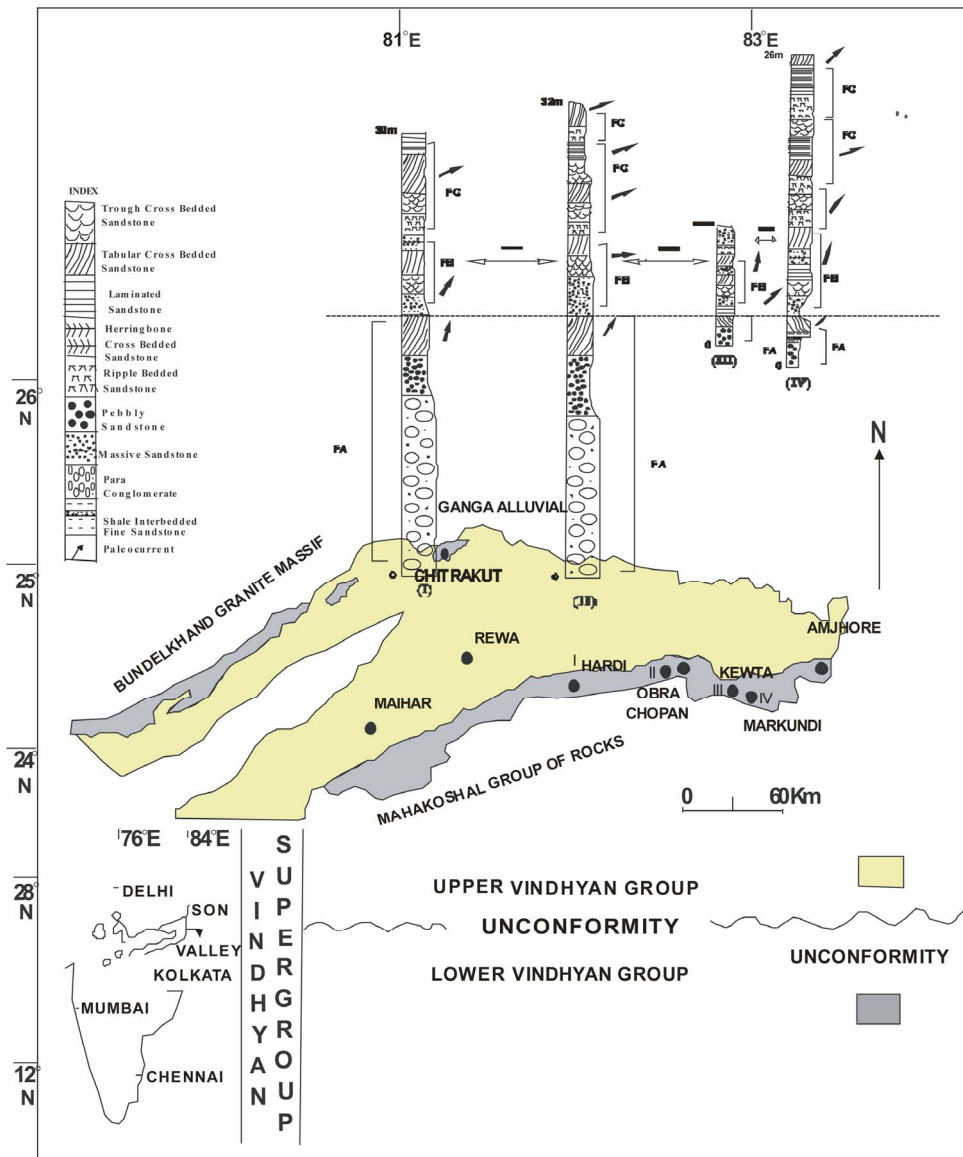 81°E
83°E
26m
32m
30m
FC
FC
FC
FC
FB
FB
FB
FB
FA
FA
FA
FA
(I)
(II)
(III)
(IV)
INDEX
Trough Cross Bedded
Sandstone
Tabular Cross Bedded
Sandstone
Laminated
Sandstone
Herringbone
Cross Bedded
Sandstone
Ripple Bedded
Sandstone
Pebbly
Sandstone
Massive Sandstone
Para
Conglomerate
Shale Interbedded
Fine Sandstone
Paleocurrent
26°
N
25°
N
24°
N
28°
N
12°
N
N
GANGA ALLUVIAL
CHITRAKUT
BUNDELKHAND GRANITE MASSIF
REWA
MAIHAR
I
HARDI
II
OBRA
CHOPAN
KEWTA
III
IV
MARKUNDI
AMJHORE
MAHAKOSHAL GROUP OF ROCKS
0 60Km
76°E 84°E
DELHI
SON
VALLEY
KOLKATA
MUMBAI
CHENNAI
VINDHYAN
SUPERGROUP
UPPER VINDHYAN GROUP
UNCONFORMITY
LOWER VINDHYAN GROUP
UNCONFORMITY